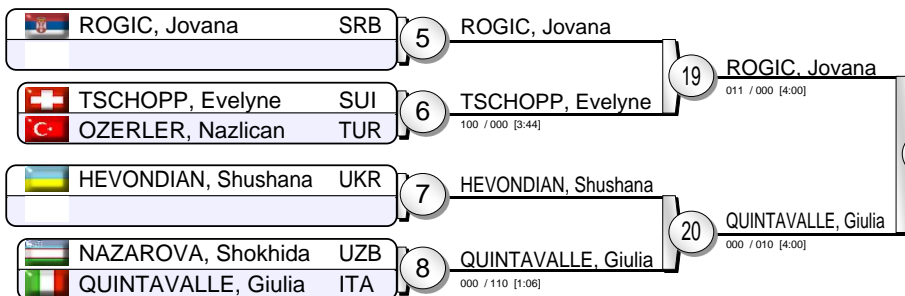 ROGIC, Jovana SRB
5
ROGIC, Jovana
19
ROGIC, Jovana
011 / 000 [4:00]
TSCHOPP, Evelyne SUI
OZERLER, Nazlican TUR
6
TSCHOPP, Evelyne
100 / 000 [3:44]
HEVONDIAN, Shushana UKR
7
HEVONDIAN, Shushana
20
QUINTAVALLE, Giulia
000 / 010 [4:00]
NAZAROVA, Shokhida UZB
QUINTAVALLE, Giulia ITA
8
QUINTAVALLE, Giulia
000 / 110 [1:06]